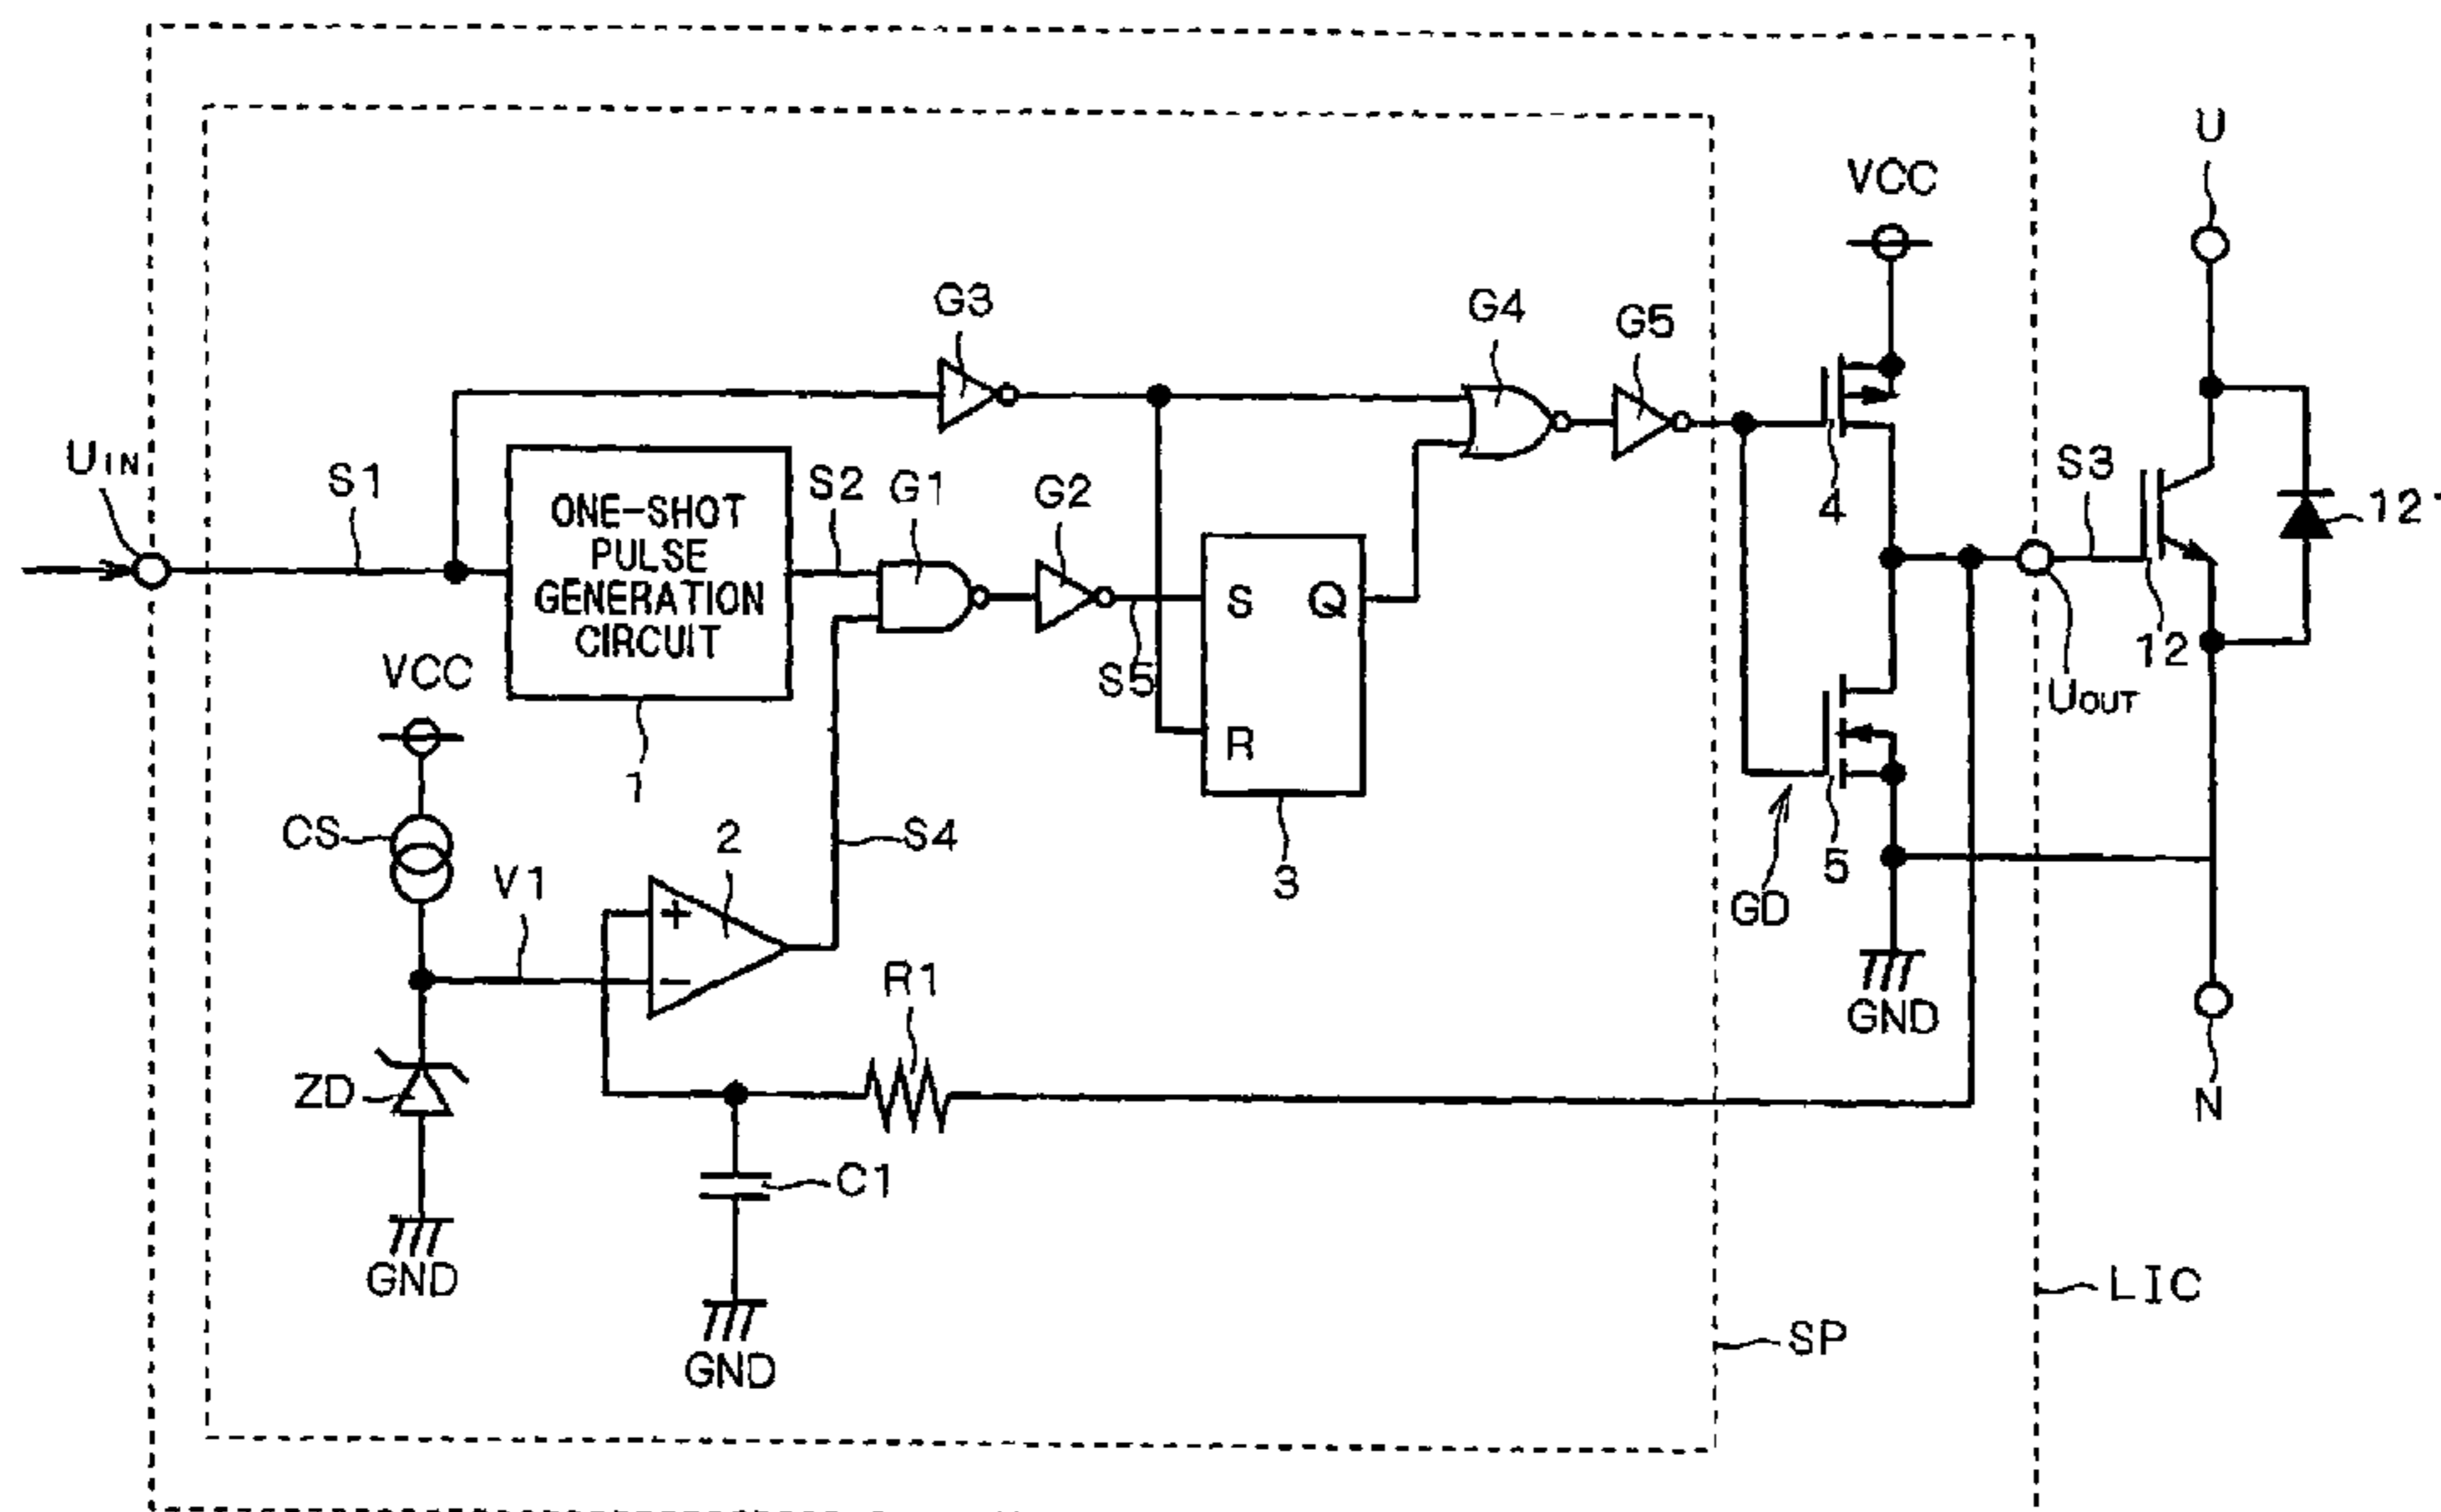 U
VCC
G3
G4
G5
UIN
S1
ONE-SHOT
PULSE
GENERATION
CIRCUIT
S2
G1
G2
S
Q
R
S5
4
S3
12
UOUT
VCC
1
CS
V1
2
+
−
S4
3
GD
5
GND
R1
ZD
N
C1
GND
GND
LIC
SP